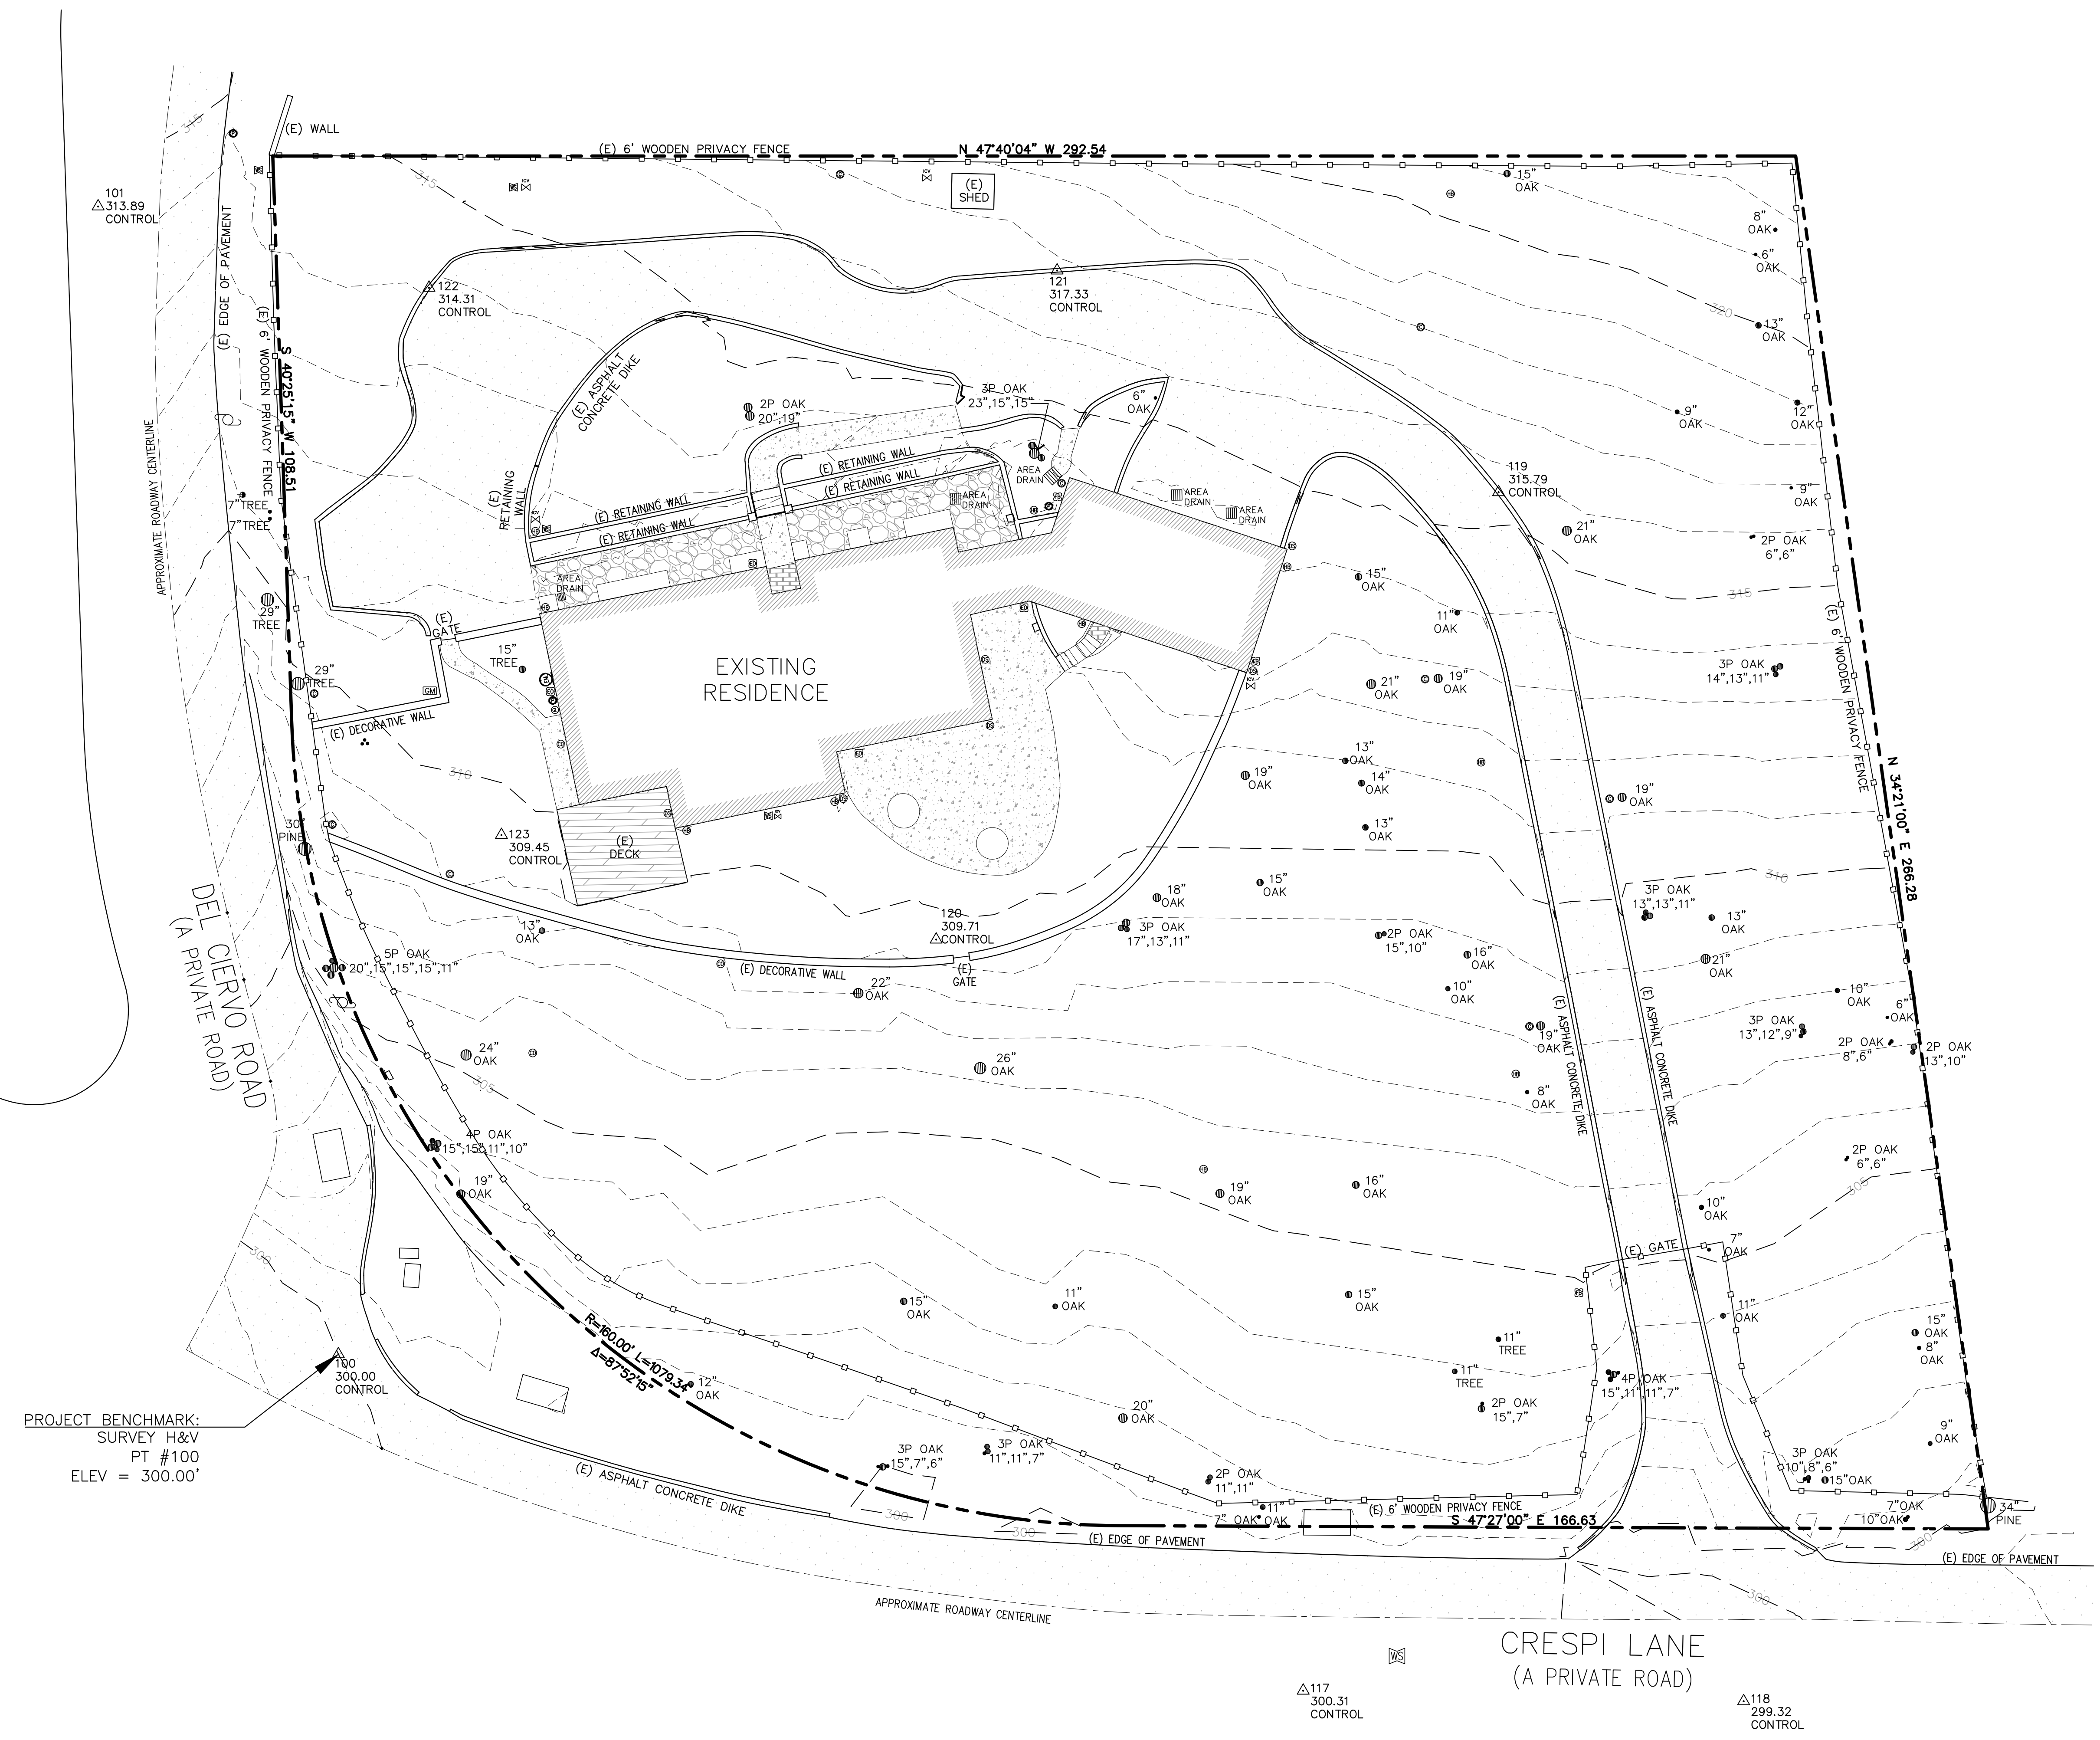 (E) WALL
(E) 6' WOODEN PRIVACY FENCE
N 47°40'04" W 292.54
315
315
101
313.89
CONTROL
(E) EDGE OF PAVEMENT
(E)
SHED
15"
OAK
8"
OAK
6"
OAK
320
13"
OAK
122
314.31
CONTROL
121
317.33
CONTROL
(E) 6' WOODEN PRIVACY FENCE
S 40°25'15" W 108.51
APPROXIMATE ROADWAY CENTERLINE
(E) ASPHALT
CONCRETE DIKE
2P OAK
20",19"
3P OAK
23",15",15"
6"
OAK
9"
OAK
12"
OAK
(E)
RETAINING
WALL
(E) RETAINING WALL
(E) RETAINING WALL
(E) RETAINING WALL
(E) RETAINING WALL
AREA
DRAIN
AREA
DRAIN
AREA
DRAIN
AREA
DRAIN
AREA
DRAIN
119
315.79
CONTROL
9"
OAK
7"TREE
7"TREE
21"
OAK
2P OAK
6",6"
15"
OAK
315
29"
TREE
11"
OAK
(E)
GATE
15"
TREE
EXISTING
RESIDENCE
(E) 6' WOODEN PRIVACY FENCE
29"
TREE
GM
21"
OAK
19"
OAK
3P OAK
14",13",11"
(E) DECORATIVE WALL
310
13"
OAK
19"
OAK
14"
OAK
19"
OAK
N 34°21'00" E 266.28
30"
PINE
123
309.45
CONTROL
(E)
DECK
13"
OAK
15"
OAK
18"
OAK
310
3P OAK
13",13",11"
13"
OAK
120
309.71
CONTROL
3P OAK
17",13",11"
2P OAK
15",10"
13"
OAK
DEL CIERVO ROAD
(A PRIVATE ROAD)
5P OAK
20",15",15",15",11"
(E) DECORATIVE WALL
(E)
GATE
16"
OAK
21"
OAK
22"
OAK
10"
OAK
10"
OAK
6"
OAK
(E) ASPHALT CONCRETE DIKE
(E) ASPHALT CONCRETE DIKE
3P OAK
13",12",9"
19"
OAK
24"
OAK
26"
OAK
2P OAK
8",6"
2P OAK
13",10"
305
8"
OAK
4P OAK
15",15",11",10"
2P OAK
6",6"
19"
OAK
19"
OAK
16"
OAK
305
10"
OAK
(E) GATE
7"
OAK
300
15"
OAK
11"
OAK
15"
OAK
11"
OAK
R=160.00' L=1079.34'
Δ=87°52'15"
15"
OAK
8"
OAK
11"
TREE
100
300.00
CONTROL
12"
OAK
11"
TREE
4P OAK
15",11",11",7"
2P OAK
15",7"
20"
OAK
PROJECT BENCHMARK:
SURVEY H&V
PT #100
ELEV = 300.00'
9"
OAK
3P OAK
15",7",6"
3P OAK
11",11",7"
2P OAK
11",11"
3P OAK
10",8",6"
15"OAK
(E) ASPHALT CONCRETE DIKE
300
300
7" OAK
11"
OAK
(E) 6' WOODEN PRIVACY FENCE
S 47°27'00" E 166.63
7"OAK
10"OAK
34"
PINE
300
(E) EDGE OF PAVEMENT
(E) EDGE OF PAVEMENT
300
APPROXIMATE ROADWAY CENTERLINE
WS
CRESPI LANE
(A PRIVATE ROAD)
117
300.31
CONTROL
118
299.32
CONTROL